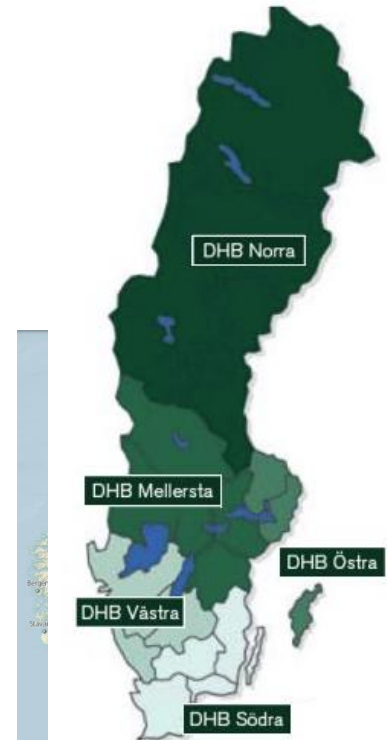 DHB Norra
DHB Mellersta
DHB Östra
DHB Västra
DHB Södra